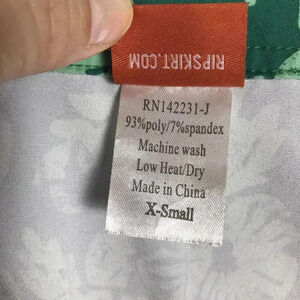 RIPSKIRT.COM
RN142231-J
93%poly/7%spandex
Machine wash
Low Heat/Dry
Made in China
X-Small